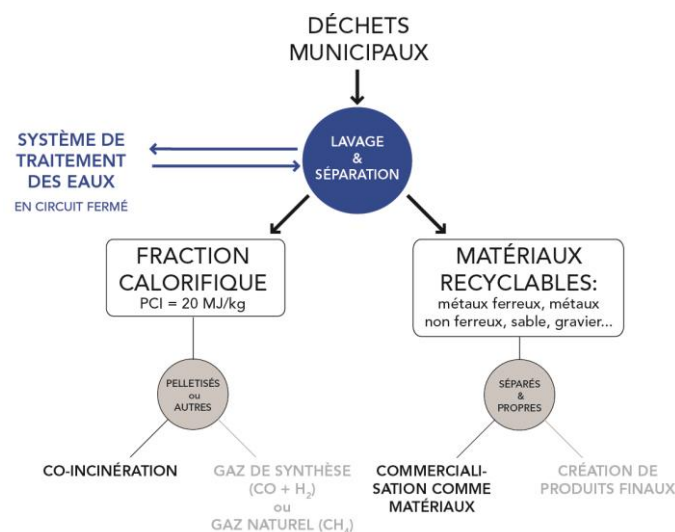 DÉCHETS
MUNICIPAUX
LAVAGE
&
SÉPARATION
SYSTÈME DE
TRAITEMENT
DES EAUX
EN CIRCUIT FERMÉ
FRACTION
CALORIFIQUE
PCI = 20 MJ/kg
MATÉRIAUX
RECYCLABLES:
métaux ferreux, métaux
non ferreux, sable, gravier...
PELLETISÉS
ou
AUTRES
SÉPARÉS
&
PROPRES
CO-INCINÉRATION
GAZ DE SYNTHÈSE
(CO + H₂)
ou
GAZ NATUREL (CH₄)
COMMERCIALI-
SATION COMME
MATÉRIAUX
CRÉATION DE
PRODUITS FINAUX